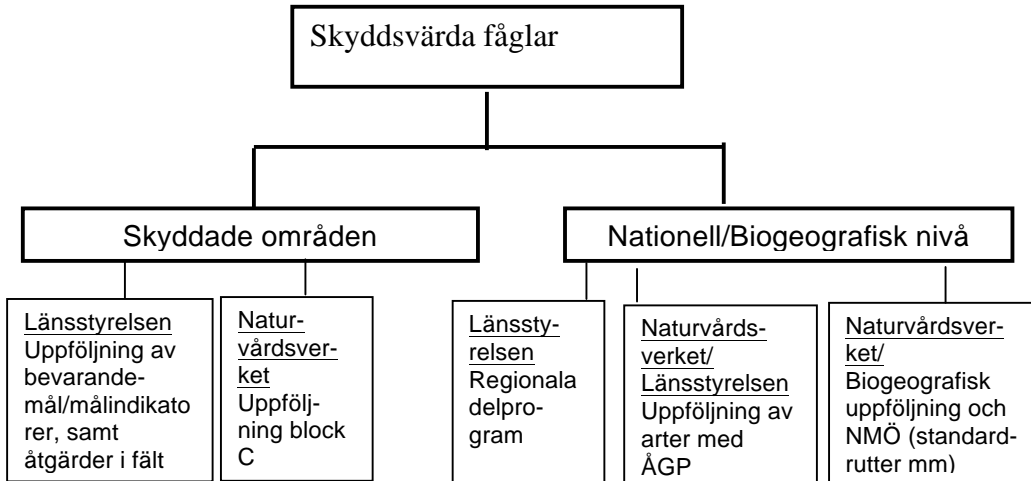 Skyddsvärda fåglar
Skyddade områden
Nationell/Biogeografisk nivå
Länsstyrelsen
Uppföljning av
bevarande-
mål/målindikato
rer, samt
åtgärder i fält
Natur-
vårdsver-
ket
Uppfölj-
ning block
C
Länssty-
relsen
Regionala
delpro-
gram
Naturvårds-
verket/
Länsstyrelsen
Uppföljning av
arter med
ÅGP
Naturvårdsver-
ket/
Biogeografisk
uppföljning och
NMÖ (standard-
rutter mm)